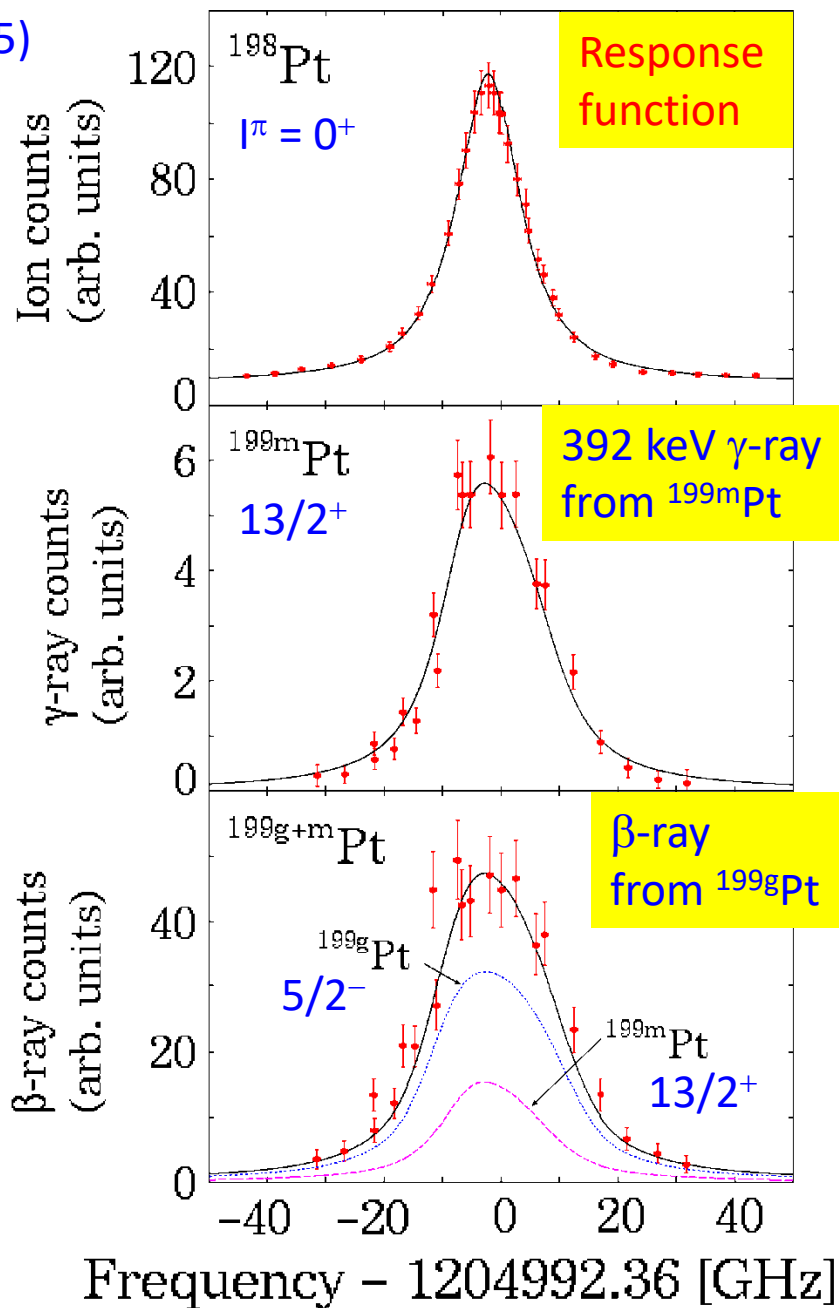 5)
Ion counts
(arb. units)
120
80
40
0
¹⁹⁸Pt
Iπ = 0⁺
Response
function
γ-ray counts
(arb. units)
6
4
2
0
¹⁹⁹ᵐPt
13/2⁺
392 keV γ-ray
from ¹⁹⁹ᵐPt
β-ray counts
(arb. units)
40
20
0
¹⁹⁹ᵍ⁺ᵐPt
β-ray
from ¹⁹⁹ᵍPt
¹⁹⁹ᵍPt
5/2⁻
¹⁹⁹ᵐPt
13/2⁺
−40 −20 0 20 40
Frequency − 1204992.36 [GHz]